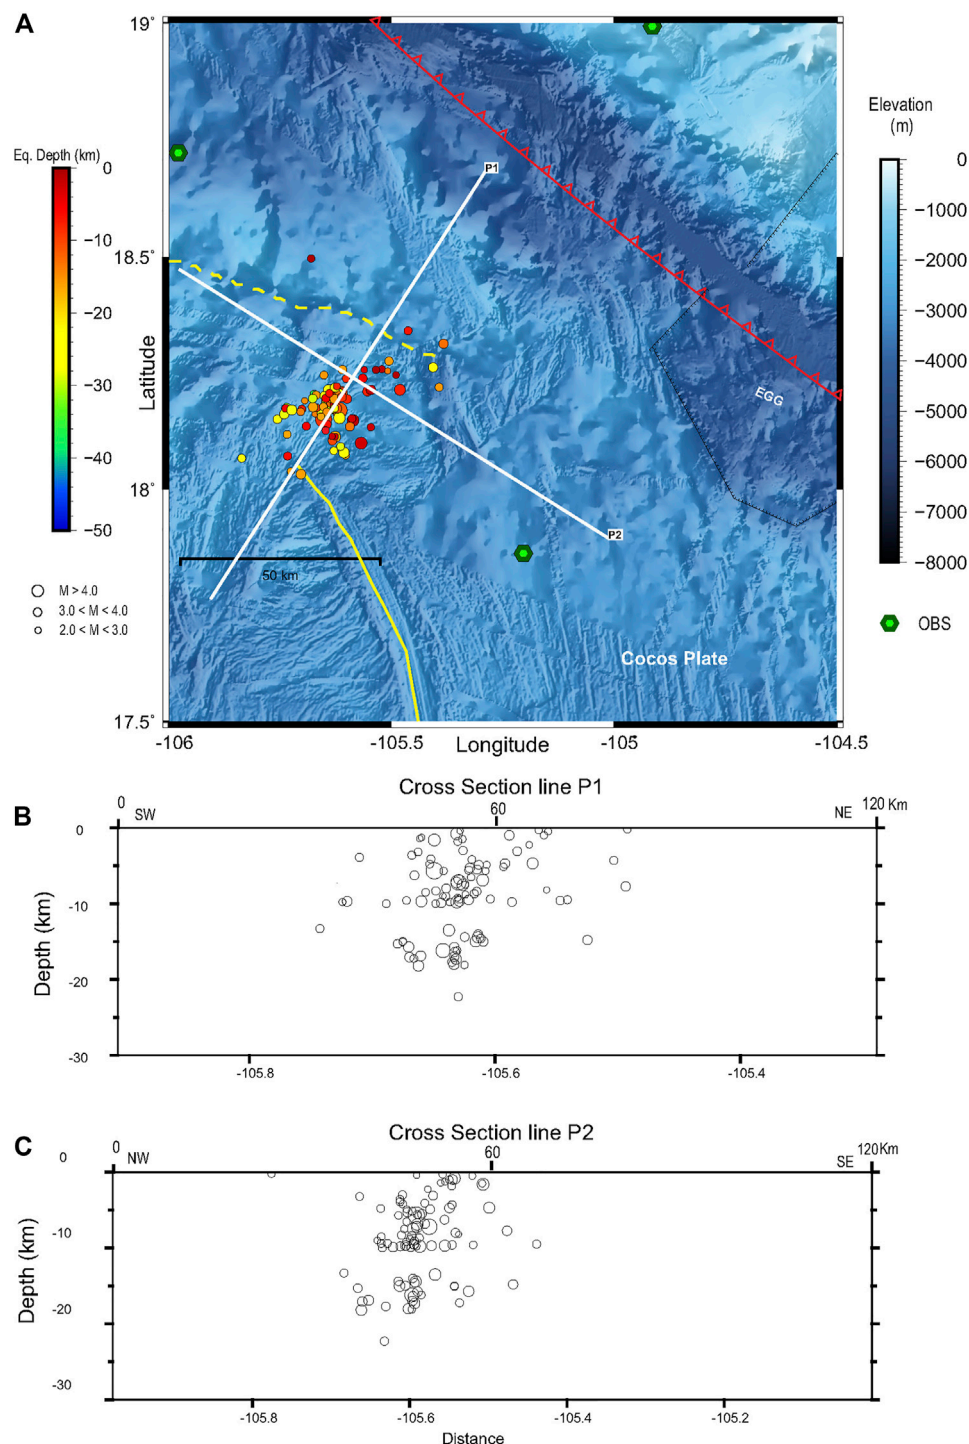 A
19°
Elevation
(m)
Eq. Depth (km)
0
−10
−20
−30
−40
−50
0
−1000
−2000
−3000
−4000
−5000
−6000
−7000
−8000
P1
18.5°
Latitude
EGG
18°
P2
50 km
M > 4.0
3.0 < M < 4.0
2.0 < M < 3.0
OBS
Cocos Plate
17.5°
-106
-105.5
Longitude
-105
-104.5
Cross Section line P1
B
0
60
120 Km
SW
NE
0
-10
-20
-30
Depth (km)
-105.8
-105.6
-105.4
Cross Section line P2
C
0
60
120Km
NW
SE
0
-10
-20
-30
Depth (km)
-105.8
-105.6
-105.4
-105.2
Distance